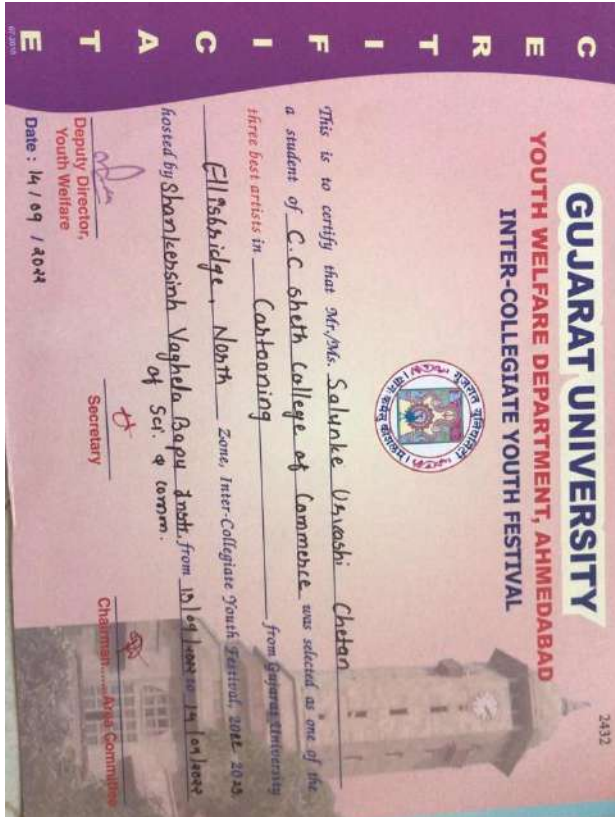 2432
CERTIFICATE
GUJARAT UNIVERSITY
YOUTH WELFARE DEPARTMENT, AHMEDABAD
INTER-COLLEGIATE YOUTH FESTIVAL
This is to certify that Mr./Ms. Salunke Urvashi Chetan
a student of C.C Sheth College of Commerce was selected as one of the
three best artists in Cartooning from Gujarat University
Ellisbridge, North Zone, Inter-Collegiate Youth Festival, 2022 2023.
hosted by Shankersinh Vaghela Bapu Instt. from 13/09/2022 to 14/09/2022
of Sci. & Comm.
Deputy Director,
Youth Welfare
Secretary
Chairman......Area Committee
Date : 14 / 09 / 2022